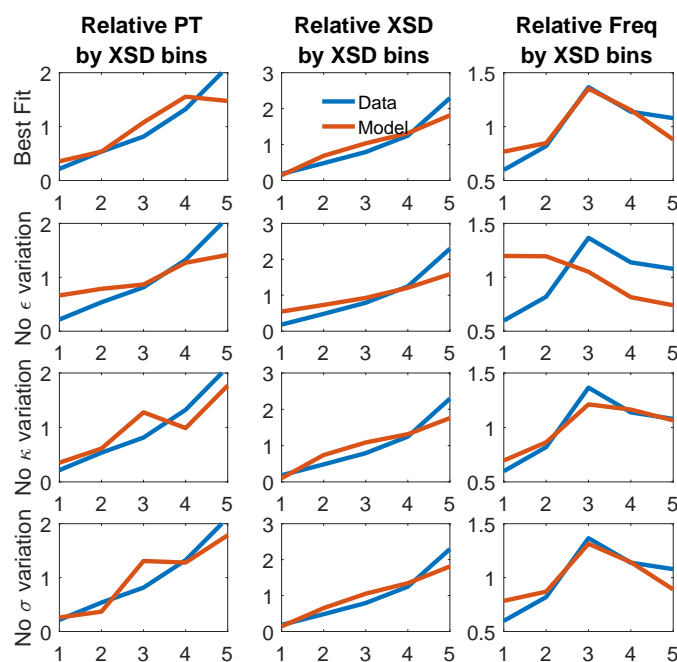 Relative PT
by XSD bins
Relative XSD
by XSD bins
Relative Freq
by XSD bins
Best Fit
2
1
0
1 2 3 4 5
3
2
1
0
1 2 3 4 5
Data
Model
1.5
1
0.5
1 2 3 4 5
No ϵ variation
2
1
0
1 2 3 4 5
3
2
1
0
1 2 3 4 5
1.5
1
0.5
1 2 3 4 5
No κ variation
2
1
0
1 2 3 4 5
3
2
1
0
1 2 3 4 5
1.5
1
0.5
1 2 3 4 5
No σ variation
2
1
0
1 2 3 4 5
3
2
1
0
1 2 3 4 5
1.5
1
0.5
1 2 3 4 5